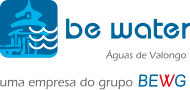 be water
Águas de Valongo
uma empresa do grupo BEWG